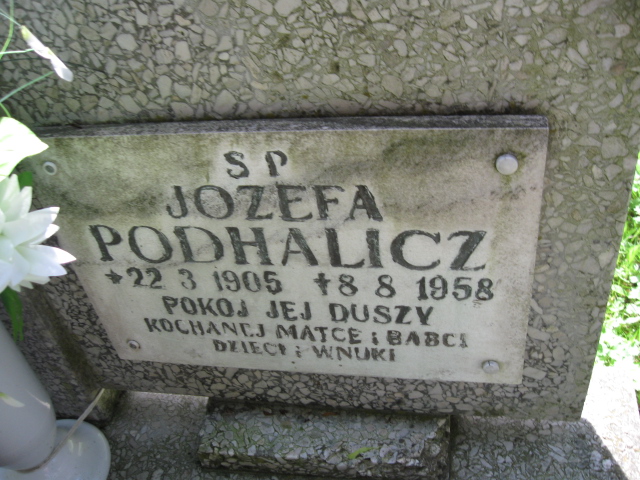 SP
JOZEFA
PODHALICZ
*22 3 1905 +8 8 1958
POKOJ JEJ DUSZY
KOCHANEJ MATCE i BABCI
DZIECI i WNUKI